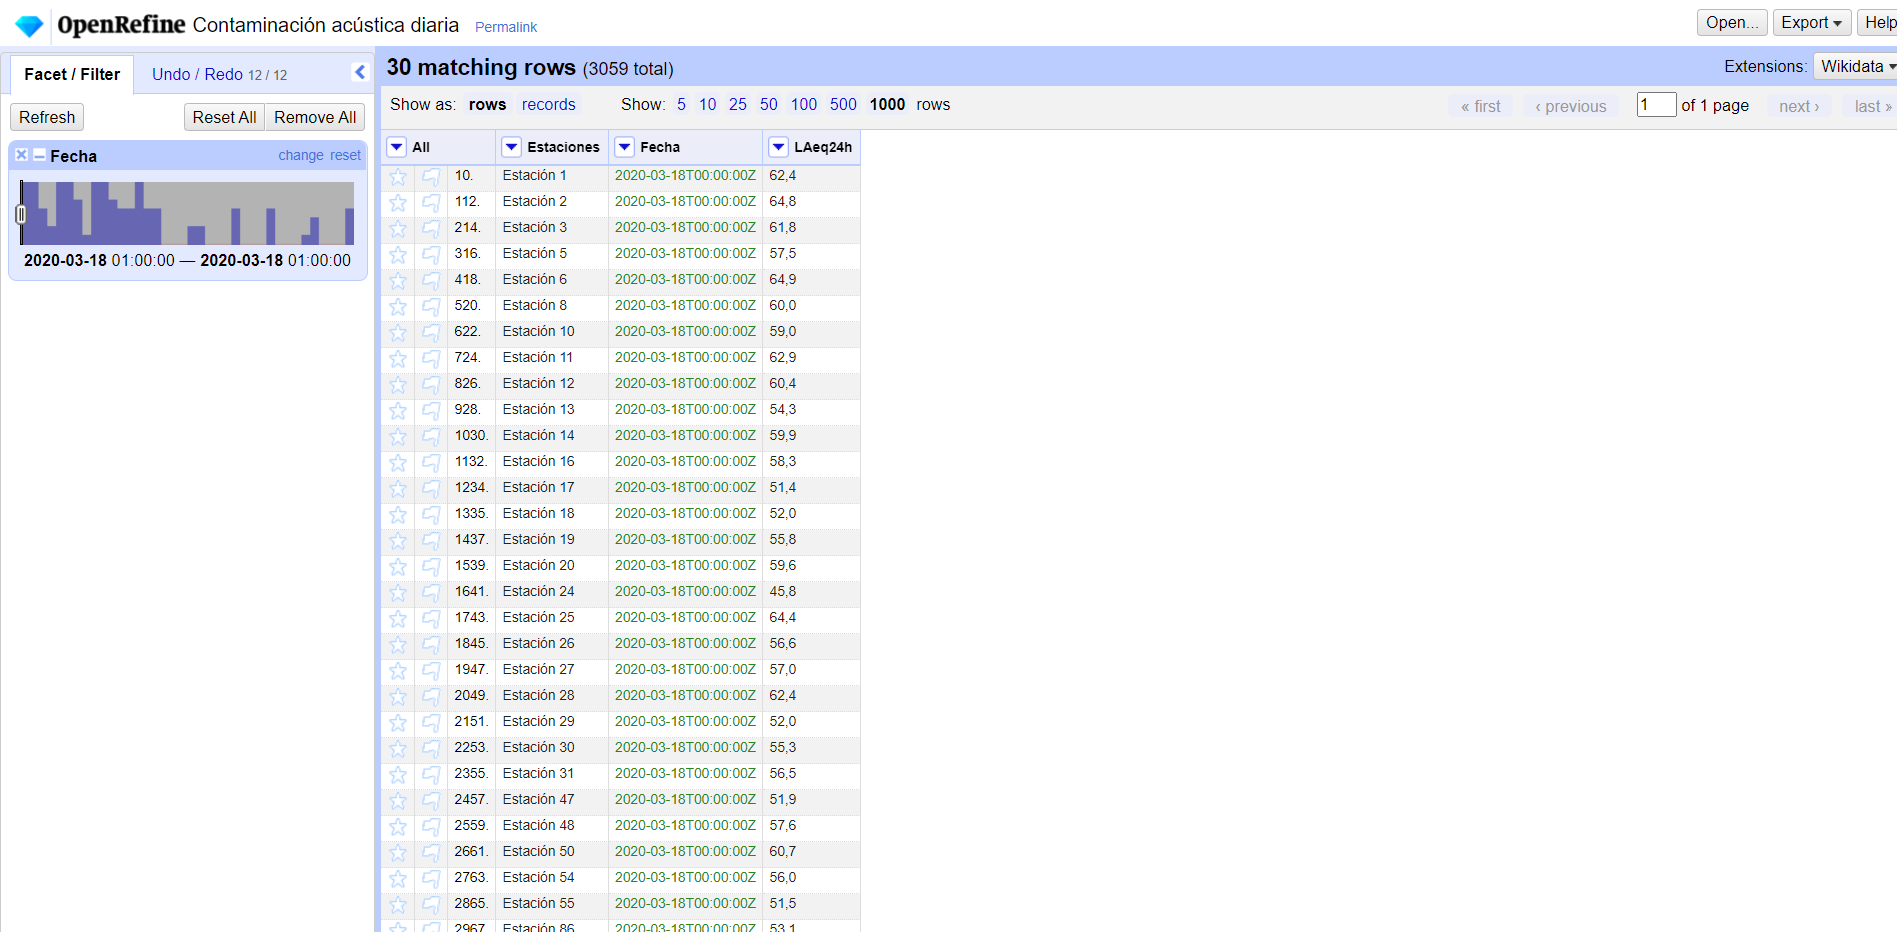 OpenRefine Contaminación acústica diaria Permalink Open... Export Help
Facet / Filter Undo / Redo 12 / 12 30 matching rows (3059 total) Extensions: Wikidata
Refresh Reset All Remove All Show as: rows records Show: 5 10 25 50 100 500 1000 rows « first ‹ previous 1 of 1 page next › last »
Fecha change reset
2020-03-18 01:00:00 — 2020-03-18 01:00:00
All Estaciones Fecha LAeq24h
10. Estación 1 2020-03-18T00:00:00Z 62,4
112. Estación 2 2020-03-18T00:00:00Z 64,8
214. Estación 3 2020-03-18T00:00:00Z 61,8
316. Estación 5 2020-03-18T00:00:00Z 57,5
418. Estación 6 2020-03-18T00:00:00Z 64,9
520. Estación 8 2020-03-18T00:00:00Z 60,0
622. Estación 10 2020-03-18T00:00:00Z 59,0
724. Estación 11 2020-03-18T00:00:00Z 62,9
826. Estación 12 2020-03-18T00:00:00Z 60,4
928. Estación 13 2020-03-18T00:00:00Z 54,3
1030. Estación 14 2020-03-18T00:00:00Z 59,9
1132. Estación 16 2020-03-18T00:00:00Z 58,3
1234. Estación 17 2020-03-18T00:00:00Z 51,4
1335. Estación 18 2020-03-18T00:00:00Z 52,0
1437. Estación 19 2020-03-18T00:00:00Z 55,8
1539. Estación 20 2020-03-18T00:00:00Z 59,6
1641. Estación 24 2020-03-18T00:00:00Z 45,8
1743. Estación 25 2020-03-18T00:00:00Z 64,4
1845. Estación 26 2020-03-18T00:00:00Z 56,6
1947. Estación 27 2020-03-18T00:00:00Z 57,0
2049. Estación 28 2020-03-18T00:00:00Z 62,4
2151. Estación 29 2020-03-18T00:00:00Z 52,0
2253. Estación 30 2020-03-18T00:00:00Z 55,3
2355. Estación 31 2020-03-18T00:00:00Z 56,5
2457. Estación 47 2020-03-18T00:00:00Z 51,9
2559. Estación 48 2020-03-18T00:00:00Z 57,6
2661. Estación 50 2020-03-18T00:00:00Z 60,7
2763. Estación 54 2020-03-18T00:00:00Z 56,0
2865. Estación 55 2020-03-18T00:00:00Z 51,5
2967. Estación 86 2020-03-18T00:00:00Z 53,1